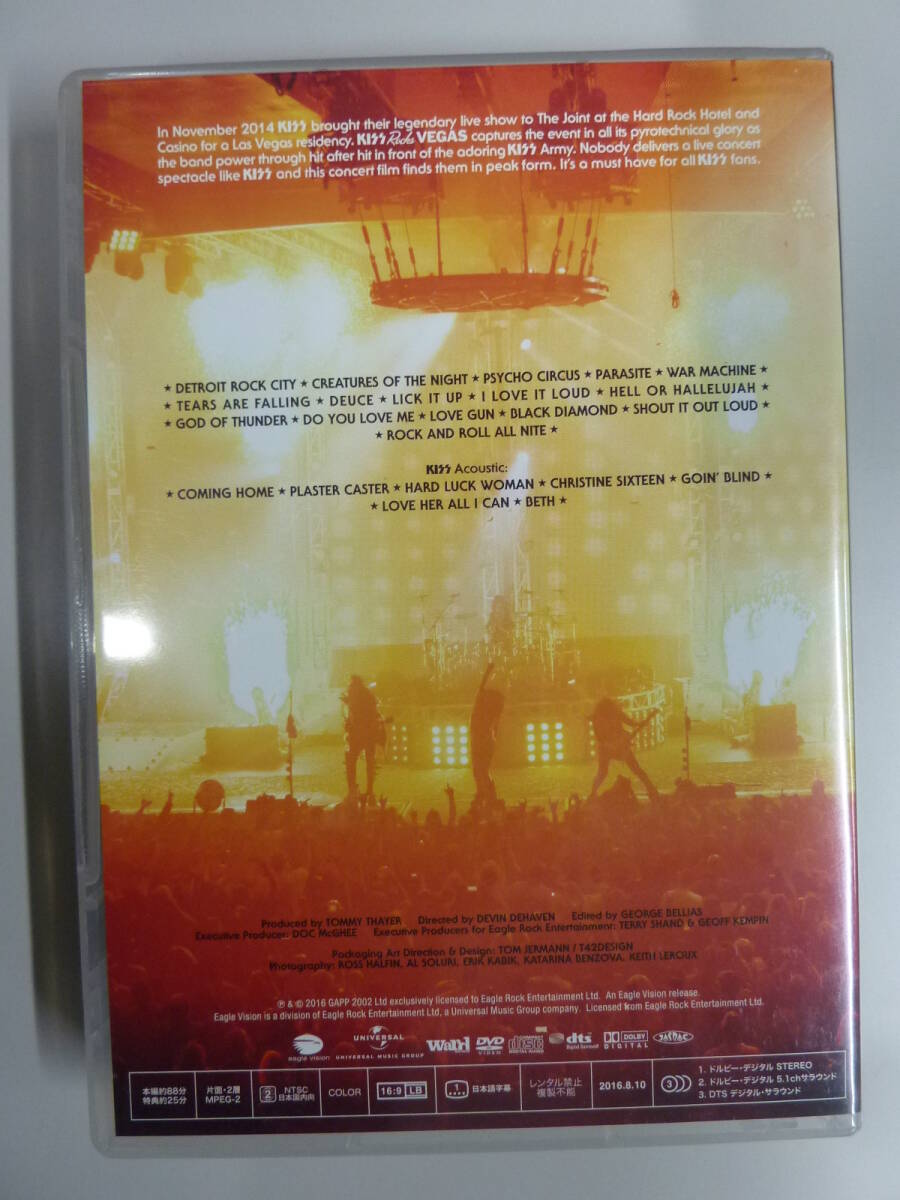 In November 2014 KISS brought their legendary live show to The Joint at the Hard Rock Hotel and
Casino for a Las Vegas residency. KISS Rocks VEGAS captures the event in all its pyrotechnical glory as
the band power through hit after hit in front of the adoring KISS Army. Nobody delivers a live concert
spectacle like KISS and this concert film finds them in peak form. It's a must have for all KISS fans.
★ DETROIT ROCK CITY ★ CREATURES OF THE NIGHT ★ PSYCHO CIRCUS ★ PARASITE ★ WAR MACHINE ★
★ TEARS ARE FALLING ★ DEUCE ★ LICK IT UP ★ I LOVE IT LOUD ★ HELL OR HALLELUJAH ★
★ GOD OF THUNDER ★ DO YOU LOVE ME ★ LOVE GUN ★ BLACK DIAMOND ★ SHOUT IT OUT LOUD ★
★ ROCK AND ROLL ALL NITE ★
KISS Acoustic:
★ COMING HOME ★ PLASTER CASTER ★ HARD LUCK WOMAN ★ CHRISTINE SIXTEEN ★ GOIN' BLIND ★
★ LOVE HER ALL I CAN ★ BETH ★
Produced by TOMMY THAYER Directed by DEVIN DEHAVEN Edited by GEORGE BELLIAS
Executive Producer: DOC McGHEE Executive Producers for Eagle Rock Entertainment: TERRY SHAND & GEOFF KEMPIN
Packaging Art Direction & Design: TOM JERMANN / T42DESIGN
Photography: ROSS HALFIN, AL SOLURI, ERIK KABIK, KATARINA BENZOVA, KEITH LEROUX
℗ & © 2016 GAPP 2002 Ltd exclusively licensed to Eagle Rock Entertainment Ltd. An Eagle Vision release.
Eagle Vision is a division of Eagle Rock Entertainment Ltd, a Universal Music Group company. Licensed from Eagle Rock Entertainment Ltd.
eagle vision UNIVERSAL UNIVERSAL MUSIC GROUP Ward DVD VIDEO COMPACT disc DIGITAL AUDIO dts Digital Surround DOLBY DIGITAL JASRAC
本編約88分 片面・2層 2 NTSC COLOR 16:9 LB 1 日本語字幕 レンタル禁止 2016.8.10 3 1. ドルビー・デジタル STEREO
特典約25分 MPEG-2 日本国内向 複製不能 2. ドルビー・デジタル 5.1chサラウンド
3. DTS デジタル・サラウンド